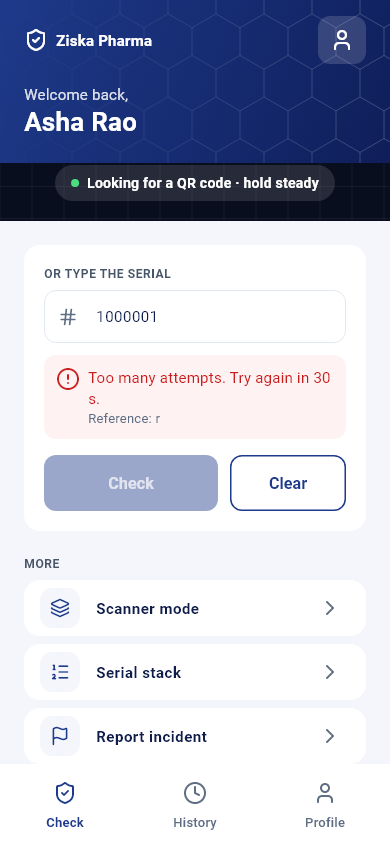 Ziska Pharma
Welcome back,
Asha Rao
Looking for a QR code · hold steady
OR TYPE THE SERIAL
1000001
Too many attempts. Try again in 30
s.
Reference: r
Check
Clear
MORE
Scanner mode
Serial stack
Report incident
Check
History
Profile